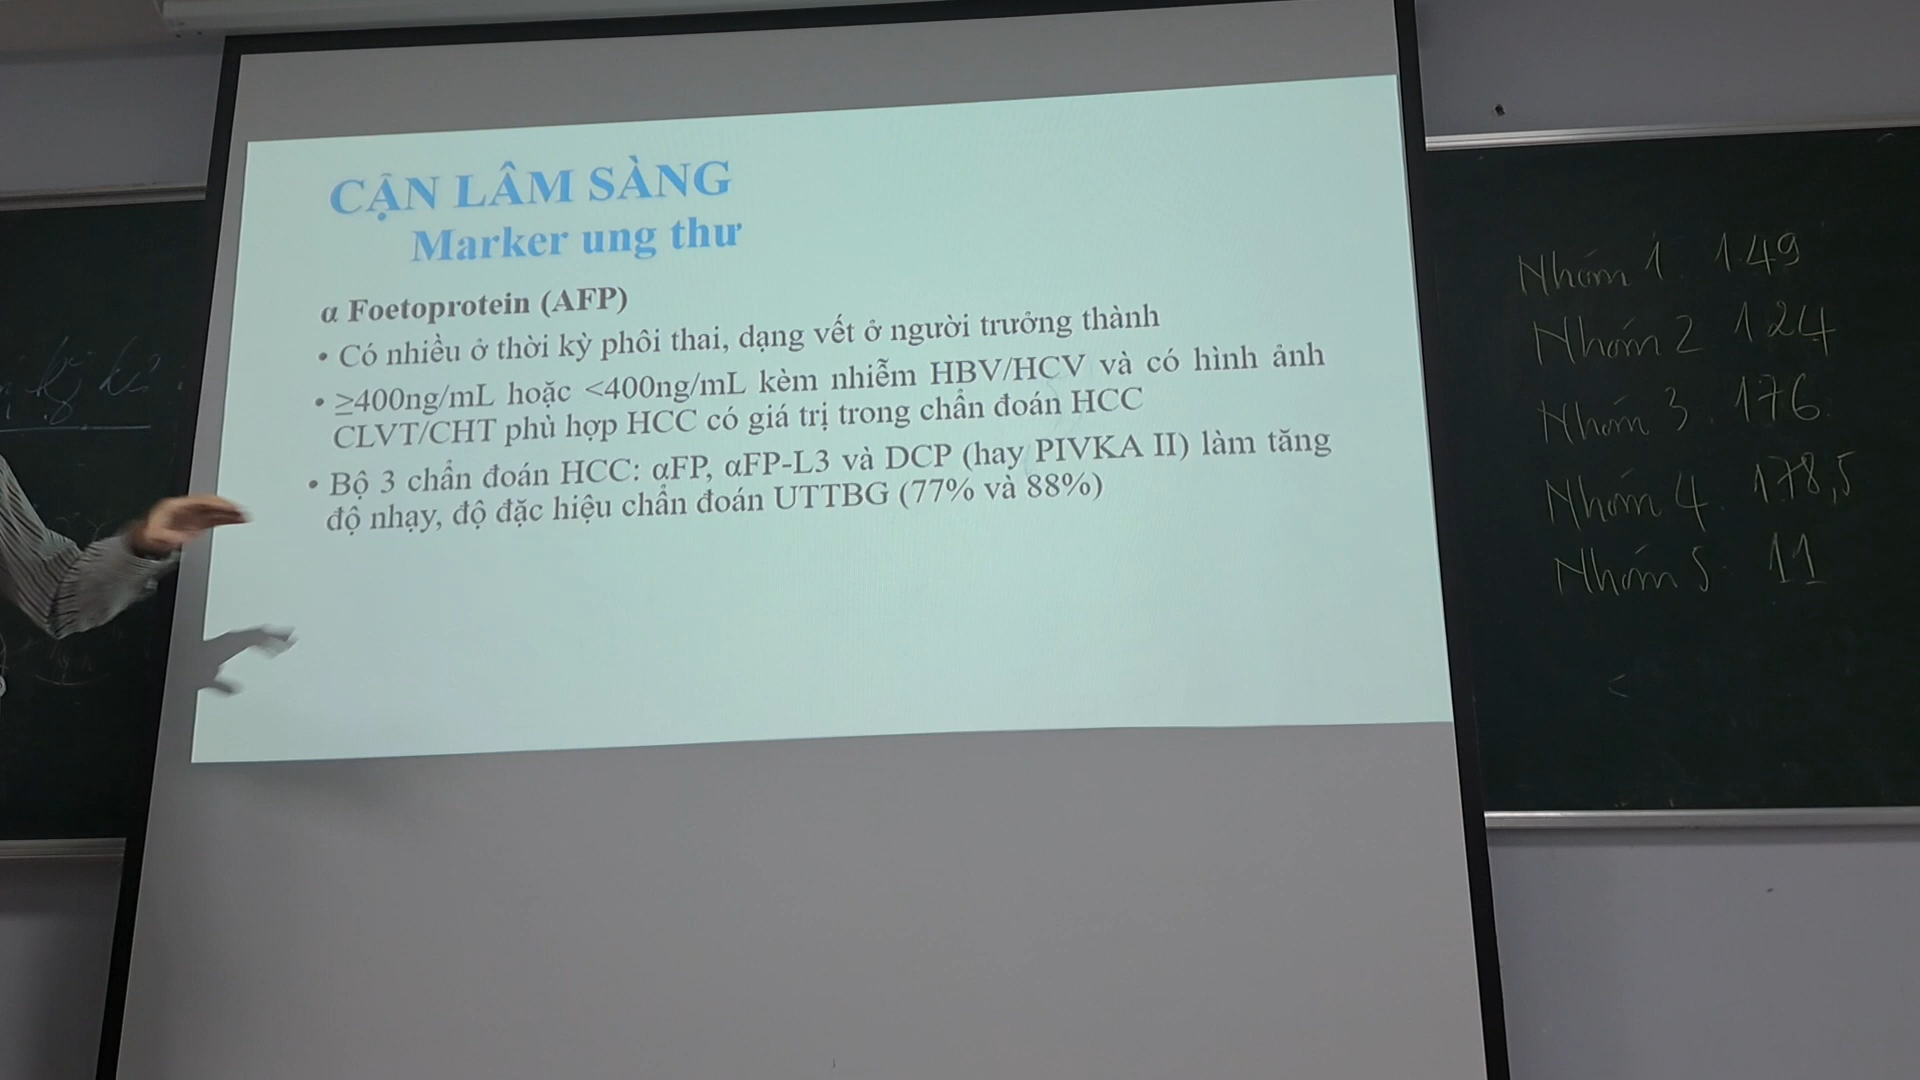 CẬN LÂM SÀNG
Marker ung thư
α Foetoprotein (AFP)
• Có nhiều ở thời kỳ phôi thai, dạng vết ở người trưởng thành
• ≥400ng/mL hoặc <400ng/mL kèm nhiễm HBV/HCV và có hình ảnh
CLVT/CHT phù hợp HCC có giá trị trong chẩn đoán HCC
• Bộ 3 chẩn đoán HCC: αFP, αFP-L3 và DCP (hay PIVKA II) làm tăng
độ nhạy, độ đặc hiệu chẩn đoán UTTBG (77% và 88%)
Nhóm 1. 149
Nhóm 2 124
Nhóm 3. 176
Nhóm 4. 178,5
Nhóm 5. 11